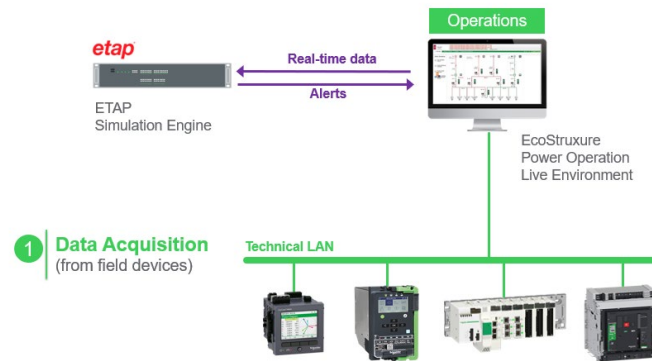 Operations
etap
Real-time data
Alerts
ETAP
Simulation Engine
EcoStruxure
Power Operation
Live Environment
1
Data Acquisition
(from field devices)
Technical LAN